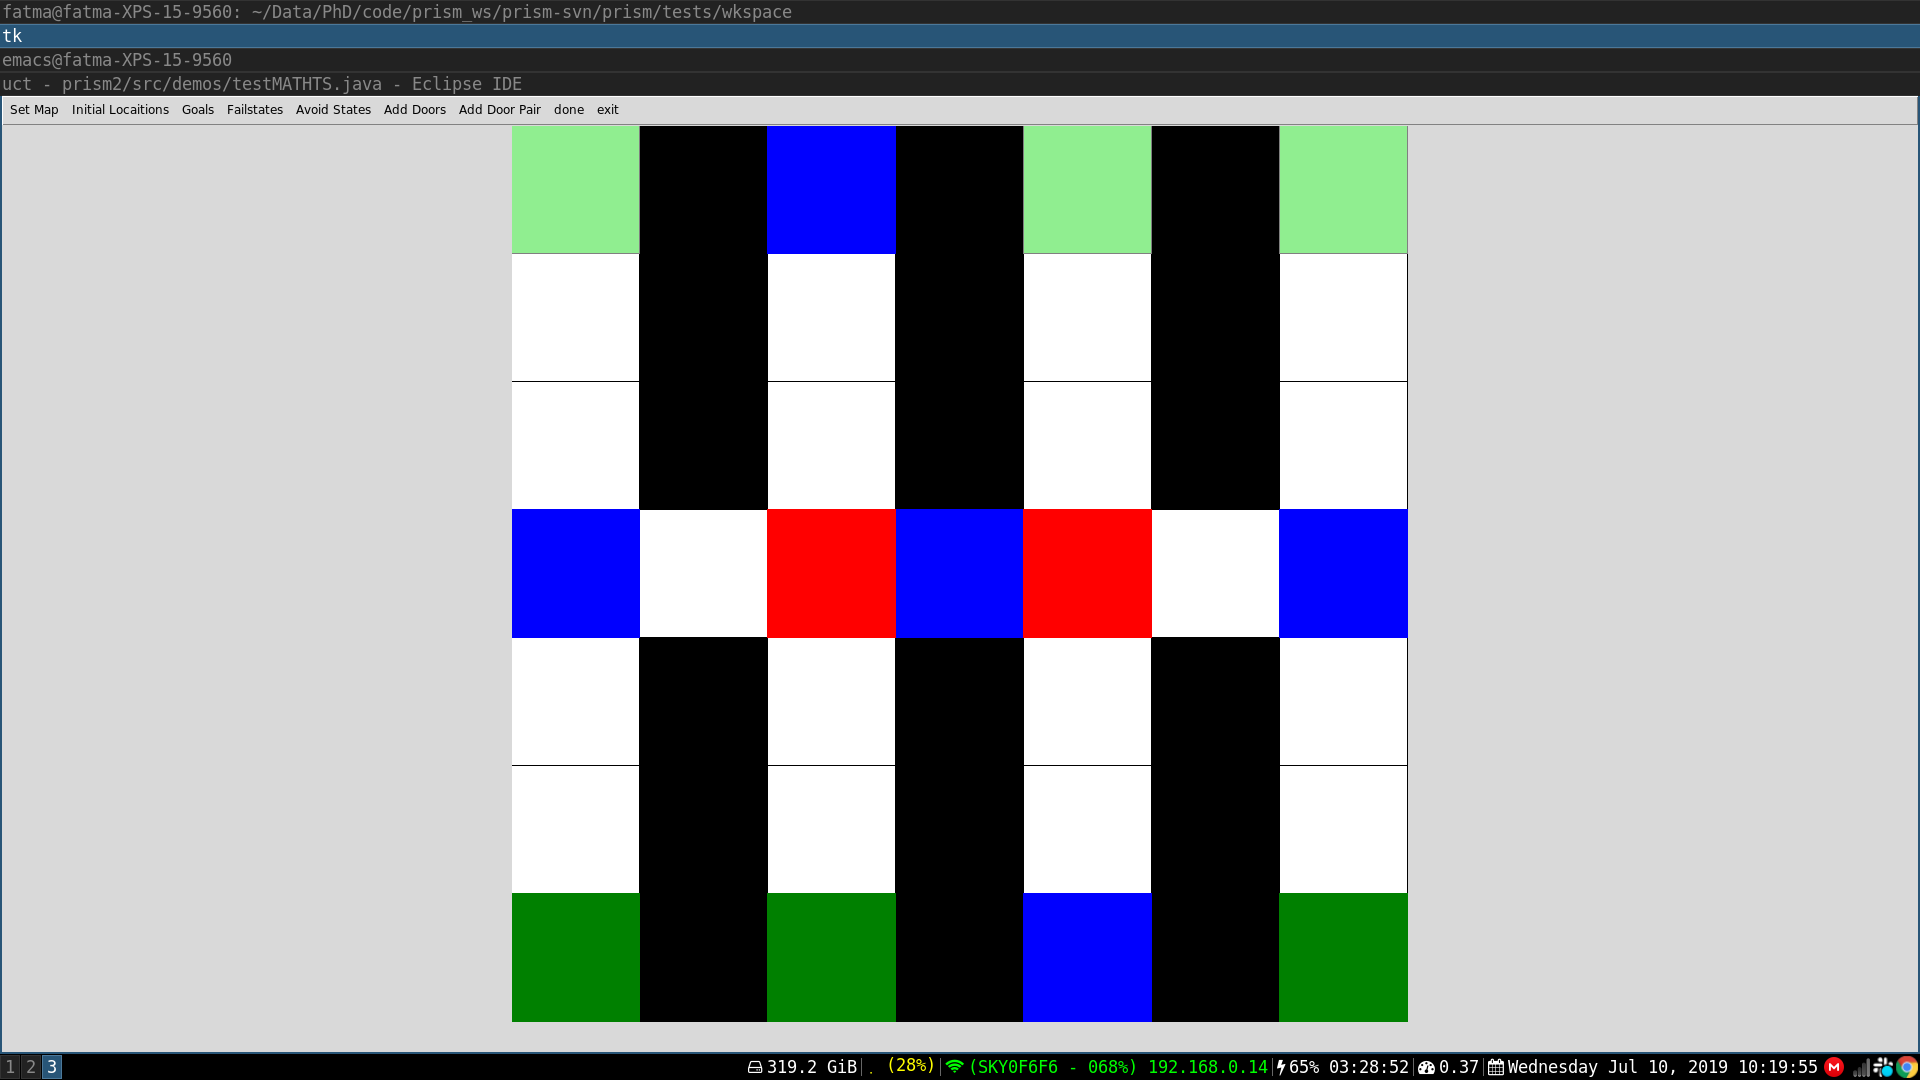 fatma@fatma-XPS-15-9560: ~/Data/PhD/code/prism_ws/prism-svn/prism/tests/wkspace
tk
emacs@fatma-XPS-15-9560
uct - prism2/src/demos/testMATHTS.java - Eclipse IDE
Set Map Initial Locaitions Goals Failstates Avoid States Add Doors Add Door Pair done exit
1 2 3 319.2 GiB . (28%) (SKY0F6F6 - 068%) 192.168.0.14 65% 03:28:52 0.37 Wednesday Jul 10, 2019 10:19:55 M